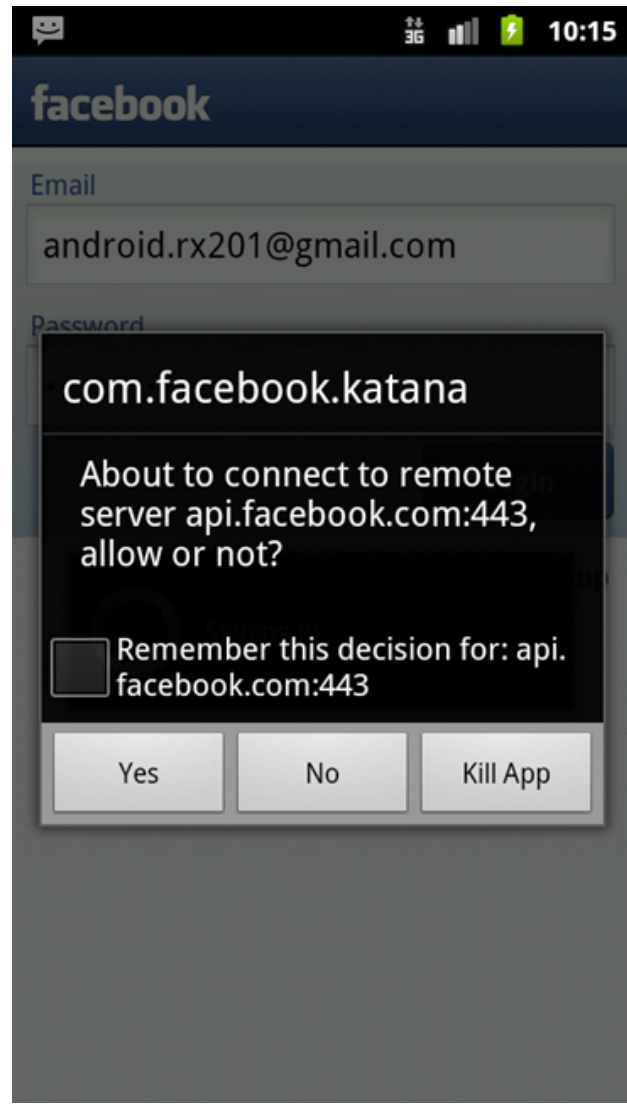 3G 10:15
facebook
Email
android.rx201@gmail.com
Password
com.facebook.katana
About to connect to remote
server api.facebook.com:443,
allow or not?
Remember this decision for: api.
facebook.com:443
Yes No Kill App